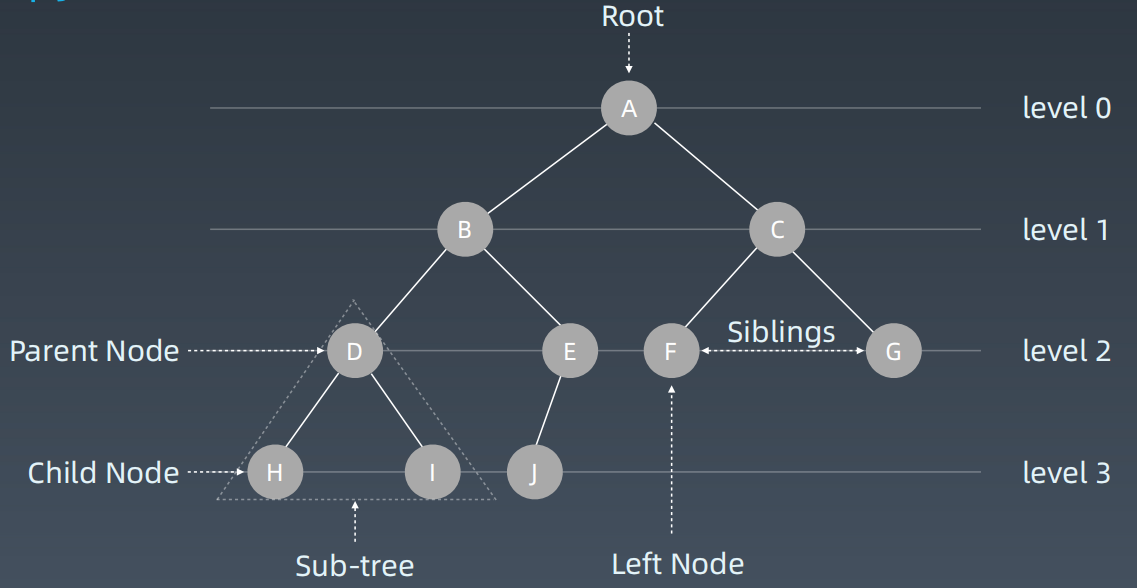 Root
A
level 0
B
C
level 1
Siblings
Parent Node
D
E
F
G
level 2
Child Node
H
I
J
level 3
Sub-tree
Left Node